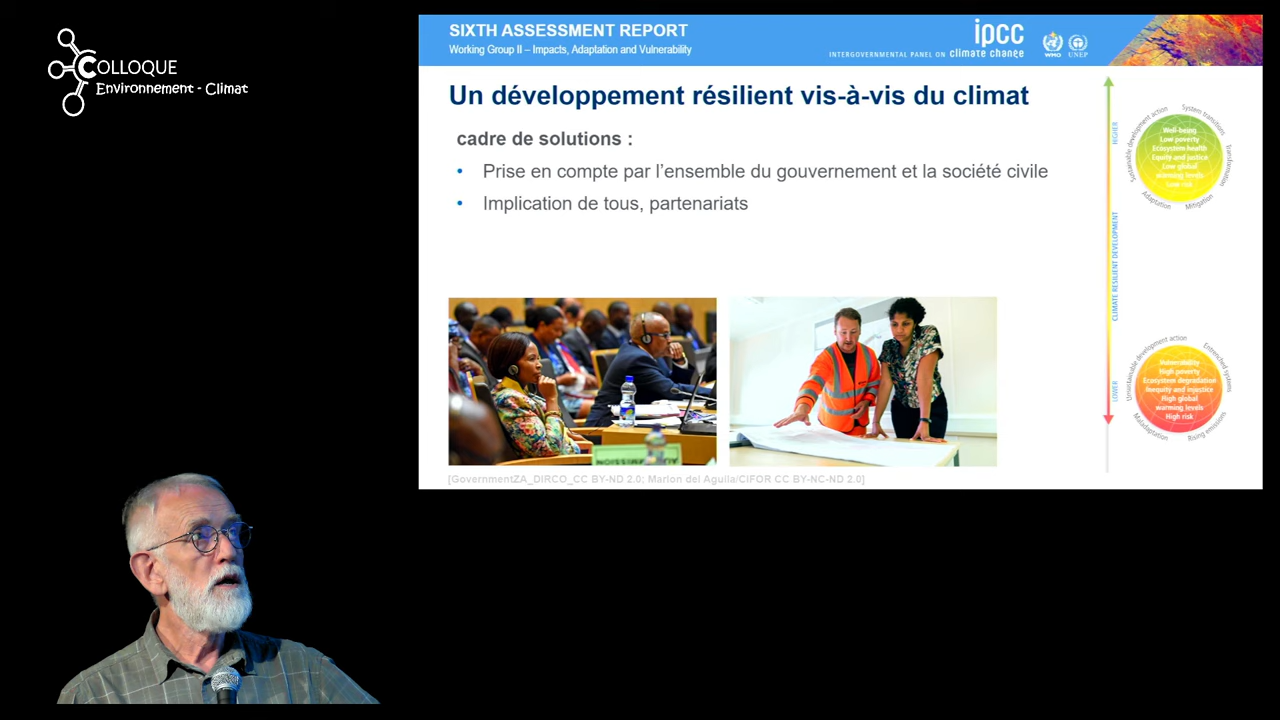 COLLOQUE
Environnement - Climat
SIXTH ASSESSMENT REPORT
Working Group II – Impacts, Adaptation and Vulnerability
ipcc
INTERGOVERNMENTAL PANEL ON climate change
WMO
UNEP
Un développement résilient vis-à-vis du climat
cadre de solutions :
• Prise en compte par l’ensemble du gouvernement et la société civile
• Implication de tous, partenariats
HIGHER
CLIMATE RESILIENT DEVELOPMENT
LOWER
Sustainable development action
System transitions
Transformation
Mitigation
Adaptation
Well-being
Low poverty
Ecosystem health
Equity and justice
Low global
warming levels
Low risk
Unsustainable development action
Entrenched systems
Rising emissions
Maladaptation
Vulnerability
High poverty
Ecosystem degradation
Inequity and injustice
High global
warming levels
High risk
[GovernmentZA_DIRCO_CC BY-ND 2.0; Marlon del Aguila/CIFOR CC BY-NC-ND 2.0]